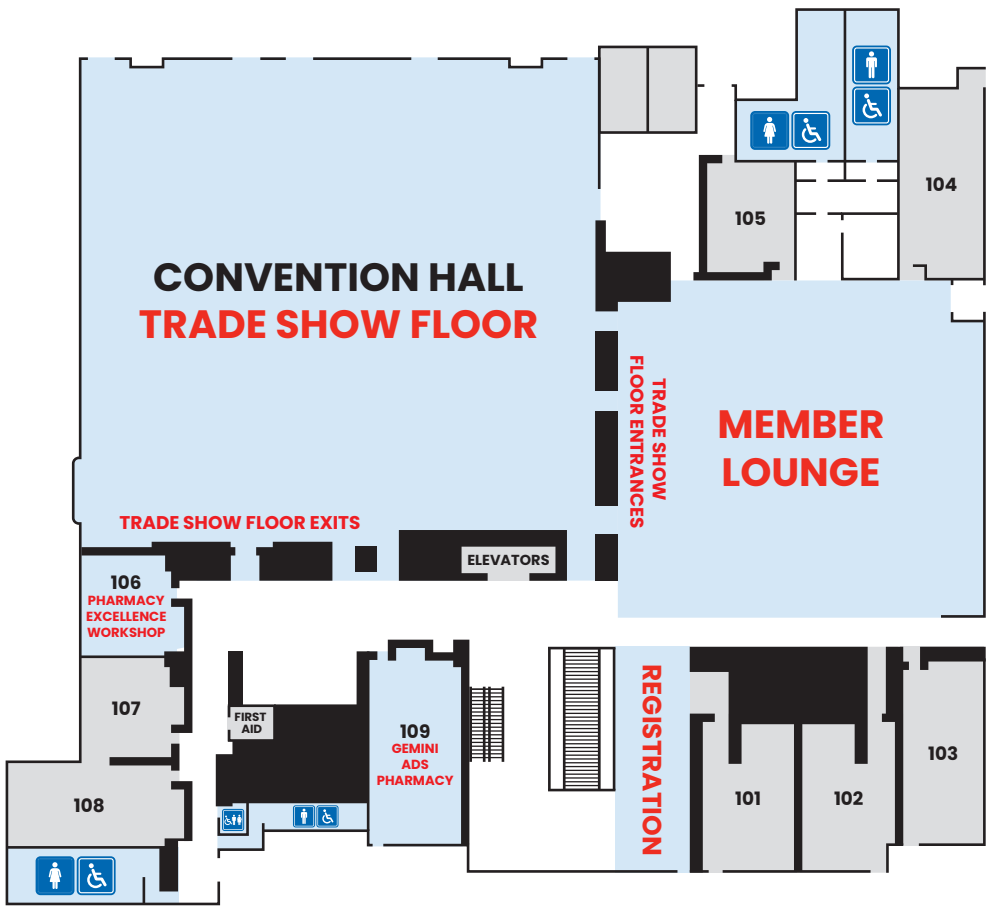 104
105
CONVENTION HALL
TRADE SHOW FLOOR
TRADE SHOW
FLOOR ENTRANCES
MEMBER
LOUNGE
TRADE SHOW FLOOR EXITS
ELEVATORS
106
PHARMACY
EXCELLENCE
WORKSHOP
107
FIRST
AID
109
GEMINI
ADS
PHARMACY
REGISTRATION
103
108
101
102